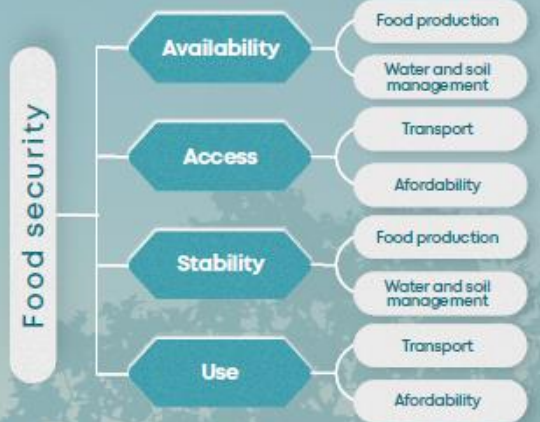 Food security
Availability
Food production
Water and soil
management
Access
Transport
Afordability
Stability
Food production
Water and soil
management
Use
Transport
Afordability